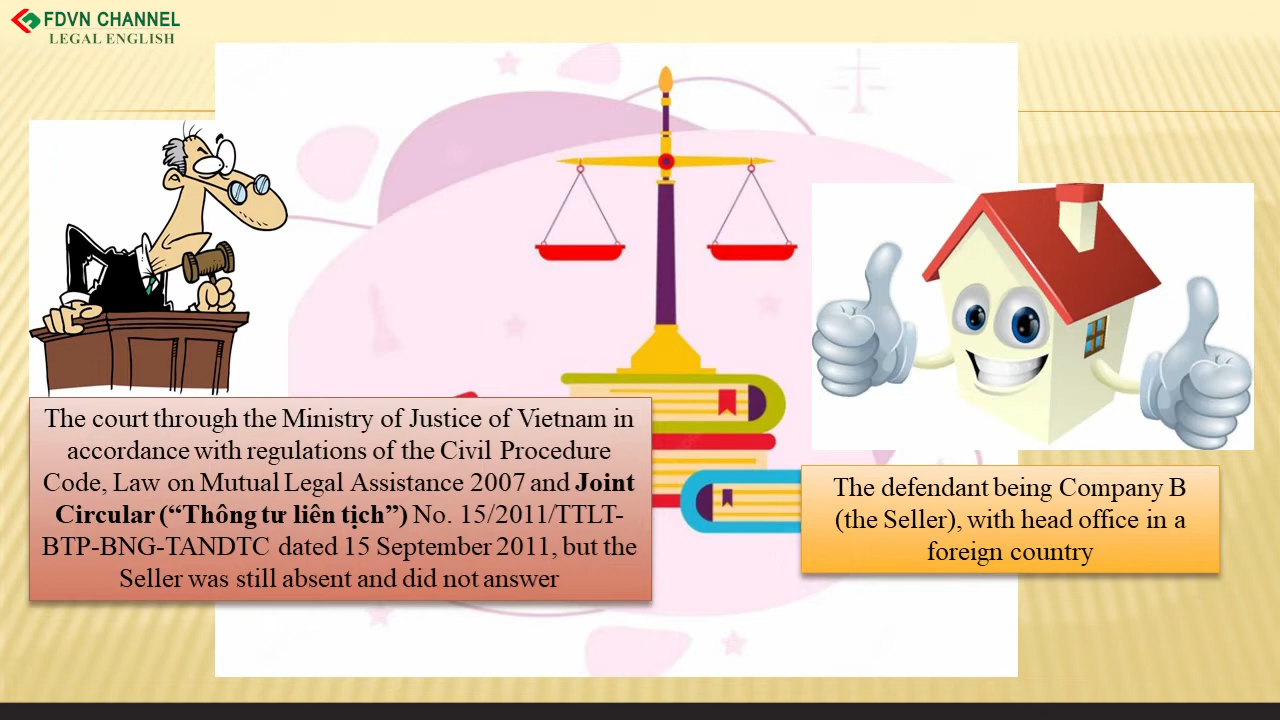 FDVN CHANNEL
LEGAL ENGLISH
The court through the Ministry of Justice of Vietnam in
accordance with regulations of the Civil Procedure
Code, Law on Mutual Legal Assistance 2007 and Joint
Circular (“Thông tư liên tịch”) No. 15/2011/TTLT-
BTP-BNG-TANDTC dated 15 September 2011, but the
Seller was still absent and did not answer
The defendant being Company B
(the Seller), with head office in a
foreign country